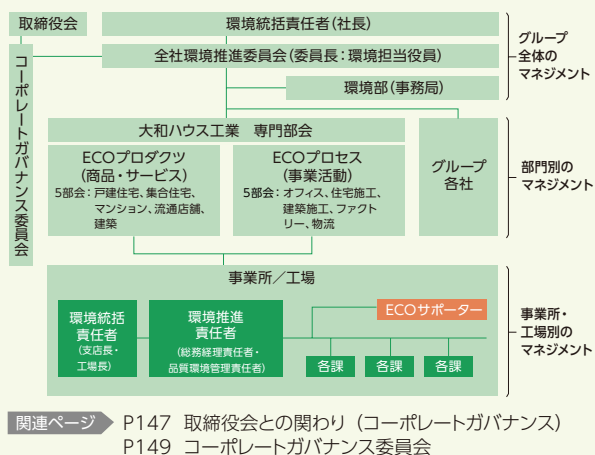 取締役会
環境統括責任者(社長)
コーポレートガバナンス委員会
全社環境推進委員会(委員長:環境担当役員)
環境部(事務局)
グループ
全体の
マネジメント
大和ハウス工業 専門部会
ECOプロダクツ
(商品・サービス)
5部会:戸建住宅、集合住宅、
マンション、流通店舗、
建築
ECOプロセス
(事業活動)
5部会:オフィス、住宅施工、
建築施工、ファクト
リー、物流
グループ
各社
部門別の
マネジメント
事業所/工場
環境統括
責任者
(支店長・
工場長)
環境推進
責任者
(総務経理責任者・
品質環境管理責任者)
ECOサポーター
各課
各課
各課
事業所・
工場別の
マネジメント
関連ページ P147 取締役会との関わり(コーポレートガバナンス)
P149 コーポレートガバナンス委員会